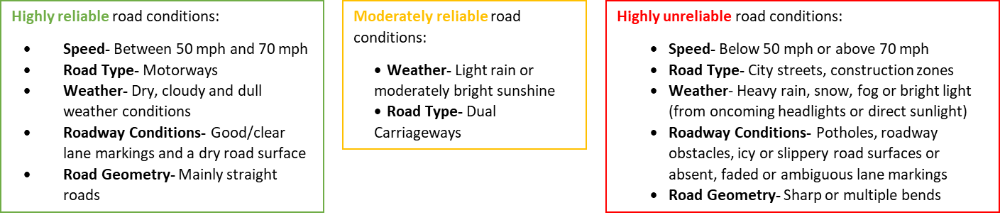 Highly reliable road conditions:
• Speed- Between 50 mph and 70 mph
• Road Type- Motorways
• Weather- Dry, cloudy and dull
weather conditions
• Roadway Conditions- Good/clear
lane markings and a dry road surface
• Road Geometry- Mainly straight
roads
Moderately reliable road
conditions:
• Weather- Light rain or
moderately bright sunshine
• Road Type- Dual
Carriageways
Highly unreliable road conditions:
• Speed- Below 50 mph or above 70 mph
• Road Type- City streets, construction zones
• Weather- Heavy rain, snow, fog or bright light
(from oncoming headlights or direct sunlight)
• Roadway Conditions- Potholes, roadway
obstacles, icy or slippery road surfaces or
absent, faded or ambiguous lane markings
• Road Geometry- Sharp or multiple bends